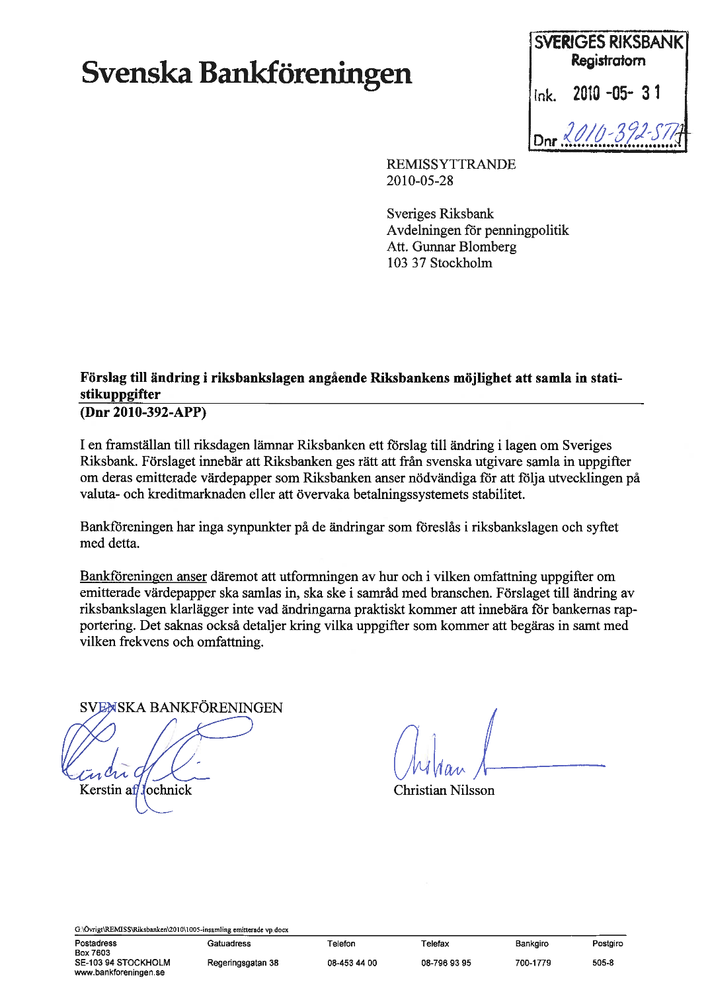 Svenska Bankföreningen
SVERIGES RIKSBANK
Registratorn
Ink. 2010 -05- 31
Dnr 2010-392-STA
REMISSYTTRANDE
2010-05-28
Sveriges Riksbank
Avdelningen för penningpolitik
Att. Gunnar Blomberg
103 37 Stockholm
Förslag till ändring i riksbankslagen angående Riksbankens möjlighet att samla in stati-
stikuppgifter
(Dnr 2010-392-APP)
I en framställan till riksdagen lämnar Riksbanken ett förslag till ändring i lagen om Sveriges
Riksbank. Förslaget innebär att Riksbanken ges rätt att från svenska utgivare samla in uppgifter
om deras emitterade värdepapper som Riksbanken anser nödvändiga för att följa utvecklingen på
valuta- och kreditmarknaden eller att övervaka betalningssystemets stabilitet.
Bankföreningen har inga synpunkter på de ändringar som föreslås i riksbankslagen och syftet
med detta.
Bankföreningen anser däremot att utformningen av hur och i vilken omfattning uppgifter om
emitterade värdepapper ska samlas in, ska ske i samråd med branschen. Förslaget till ändring av
riksbankslagen klarlägger inte vad ändringarna praktiskt kommer att innebära för bankernas rap-
portering. Det saknas också detaljer kring vilka uppgifter som kommer att begäras in samt med
vilken frekvens och omfattning.
SVENSKA BANKFÖRENINGEN
Kerstin af Jochnick
Christian Nilsson
G:\Övrigt\REMISS\Riksbanken\2010\1005-insamling emitterade vp.docx
Postadress Gatuadress Telefon Telefax Bankgiro Postgiro
Box 7603
SE-103 94 STOCKHOLM Regeringsgatan 38 08-453 44 00 08-796 93 95 700-1779 505-8
www.bankforeningen.se